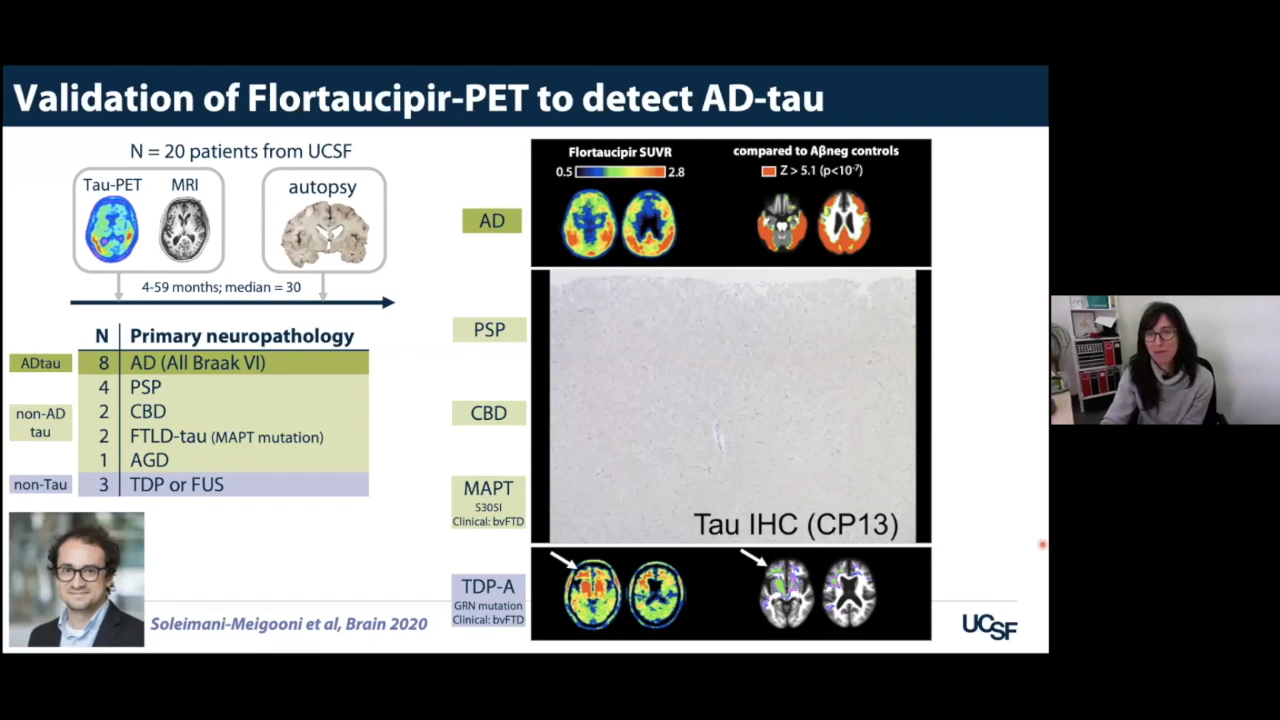 Validation of Flortaucipir-PET to detect AD-tau
N = 20 patients from UCSF
Tau-PET
MRI
autopsy
4-59 months; median = 30
N
Primary neuropathology
ADtau
8
AD (All Braak VI)
non-AD
tau
4
PSP
2
CBD
2
FTLD-tau (MAPT mutation)
1
AGD
non-Tau
3
TDP or FUS
Soleimani-Meigooni et al, Brain 2020
Flortaucipir SUVR
0.5
2.8
compared to Aβneg controls
Z > 5.1 (p<10⁻⁷)
AD
PSP
CBD
MAPT
S305I
Clinical: bvFTD
Tau IHC (CP13)
TDP-A
GRN mutation
Clinical: bvFTD
UCSF